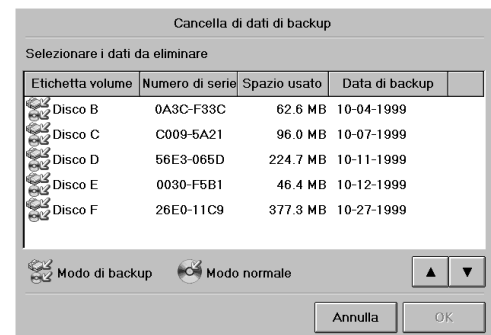 Cancella di dati di backup
Selezionare i dati da eliminare
Etichetta volume Numero di serie Spazio usato Data di backup
Disco B 0A3C-F33C 62.6 MB 10-04-1999
Disco C C009-5A21 96.0 MB 10-07-1999
Disco D 56E3-065D 224.7 MB 10-11-1999
Disco E 0030-F5B1 46.4 MB 10-12-1999
Disco F 26E0-11C9 377.3 MB 10-27-1999
Modo di backup Modo normale
Annulla OK